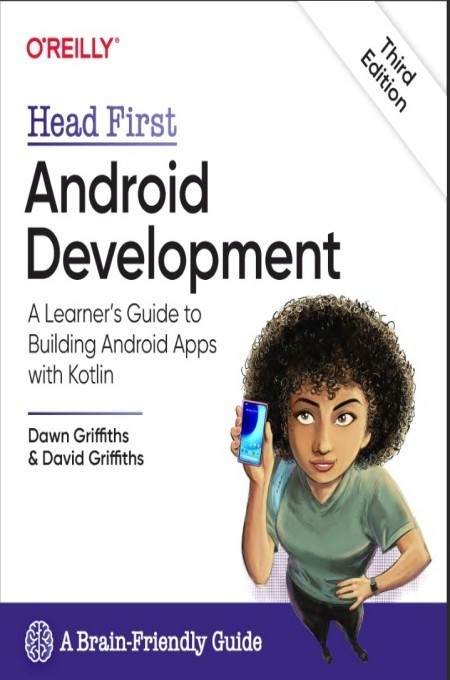 O'REILLY®
Third
Edition
Head First
Android
Development
A Learner's Guide to
Building Android Apps
with Kotlin
Dawn Griffiths
& David Griffiths
A Brain-Friendly Guide